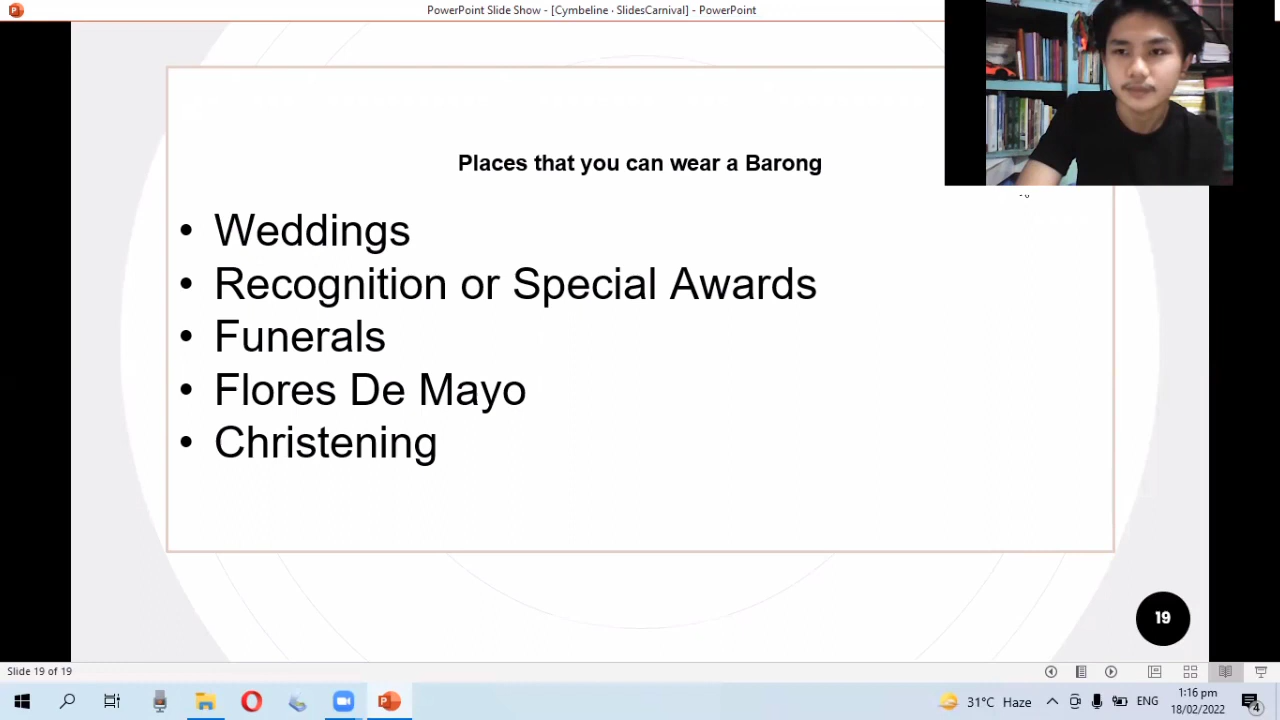 PowerPoint Slide Show - [Cymbeline · SlidesCarnival] - PowerPoint
Places that you can wear a Barong
• Weddings
• Recognition or Special Awards
• Funerals
• Flores De Mayo
• Christening
19
Slide 19 of 19
31°C Haze
ENG
1:16 pm
18/02/2022
4